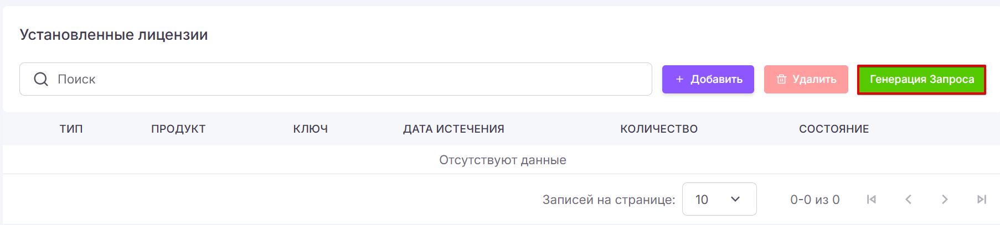 Установленные лицензии
Поиск
+ Добавить
Удалить
Генерация Запроса
ТИП ПРОДУКТ КЛЮЧ ДАТА ИСТЕЧЕНИЯ КОЛИЧЕСТВО СОСТОЯНИЕ
Отсутствуют данные
Записей на странице: 10 0-0 из 0